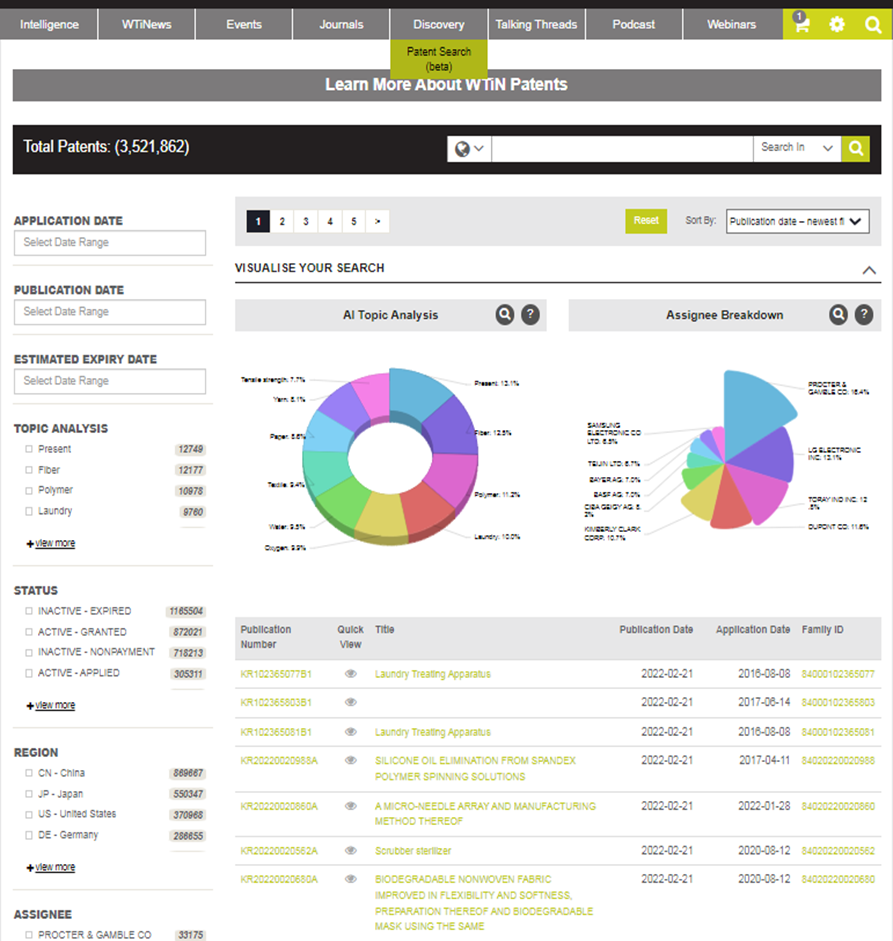 Intelligence
WTiNews
Events
Journals
Discovery
Talking Threads
Podcast
Webinars
1
Patent Search
(beta)
Learn More About WTiN Patents
Total Patents: (3,521,862)
Search In
APPLICATION DATE
Select Date Range
PUBLICATION DATE
Select Date Range
ESTIMATED EXPIRY DATE
Select Date Range
TOPIC ANALYSIS
Present 12749
Fiber 12177
Polymer 10978
Laundry 9760
+view more
STATUS
INACTIVE - EXPIRED 1165504
ACTIVE - GRANTED 872021
INACTIVE - NONPAYMENT 718213
ACTIVE - APPLIED 305311
+view more
REGION
CN - China 869667
JP - Japan 550347
US - United States 370968
DE - Germany 286655
+view more
ASSIGNEE
PROCTER & GAMBLE CO 33175
1 2 3 4 5 >
Reset
Sort By:
Publication date – newest fi
VISUALISE YOUR SEARCH
AI Topic Analysis
?
Tensile strength: 7.7%
Yarn: 8.1%
Paper: 8.6%
Textile: 9.4%
Water: 9.5%
Oxygen: 9.9%
Present: 13.1%
Fiber: 12.5%
Polymer: 11.2%
Laundry: 10.0%
Assignee Breakdown
?
SAMSUNG
ELECTRONIC CO
LTD: 6.6%
TEIJIN LTD: 6.7%
BAYER AG: 7.0%
BASF AG: 7.0%
CIBA GEIGY AG: 8.
2%
KIMBERLY CLARK
CORP: 10.7%
PROCTER &
GAMBLE CO: 16.4%
LG ELECTRONIC
INC: 13.1%
TORAY IND INC: 12
.8%
DUPONT CO: 11.6%
Publication
Number
Quick
View
Title
Publication Date
Application Date
Family ID
KR102365077B1 Laundry Treating Apparatus 2022-02-21 2016-08-08 84000102365077
KR102365803B1 2022-02-21 2017-06-14 84000102365803
KR102365081B1 Laundry Treating Apparatus 2022-02-21 2016-08-08 84000102365081
KR20220020988A SILICONE OIL ELIMINATION FROM SPANDEX 2022-02-21 2017-04-11 84020220020988
POLYMER SPINNING SOLUTIONS
KR20220020860A A MICRO-NEEDLE ARRAY AND MANUFACTURING 2022-02-21 2022-01-28 84020220020860
METHOD THEREOF
KR20220020562A Scrubber sterilizer 2022-02-21 2020-08-12 84020220020562
KR20220020680A BIODEGRADABLE NONWOVEN FABRIC 2022-02-21 2020-08-12 84020220020680
IMPROVED IN FLEXIBILITY AND SOFTNESS,
PREPARATION THEREOF AND BIODEGRADABLE
MASK USING THE SAME